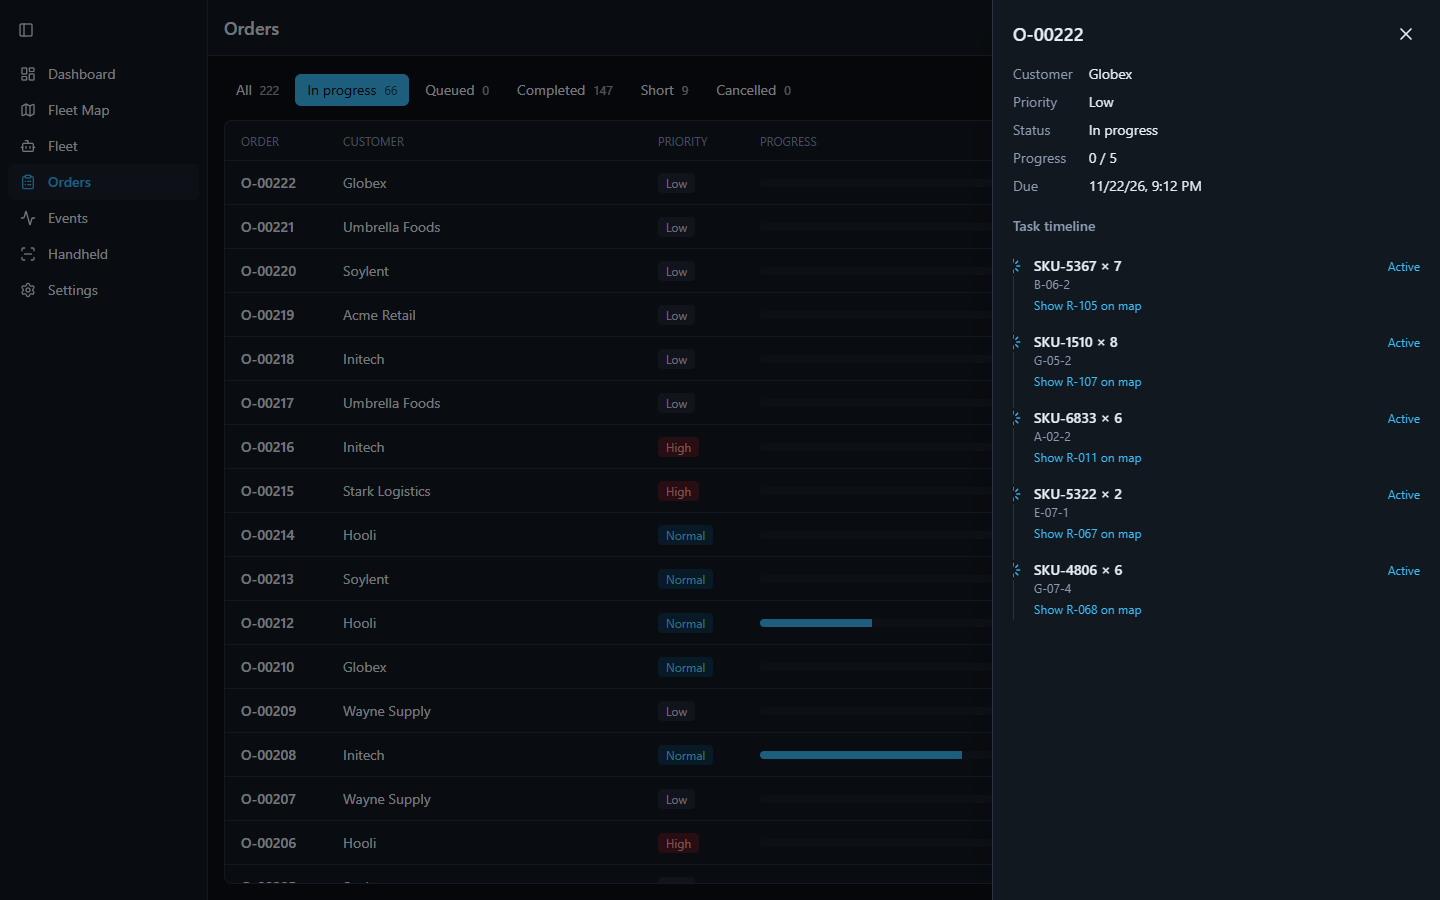 Dashboard
Fleet Map
Fleet
Orders
Events
Handheld
Settings
Orders
All 222
In progress 66
Queued 0
Completed 147
Short 9
Cancelled 0
ORDER CUSTOMER PRIORITY PROGRESS
O-00222 Globex Low
O-00221 Umbrella Foods Low
O-00220 Soylent Low
O-00219 Acme Retail Low
O-00218 Initech Low
O-00217 Umbrella Foods Low
O-00216 Initech High
O-00215 Stark Logistics High
O-00214 Hooli Normal
O-00213 Soylent Normal
O-00212 Hooli Normal
O-00210 Globex Normal
O-00209 Wayne Supply Low
O-00208 Initech Normal
O-00207 Wayne Supply Low
O-00206 Hooli High
O-00222
Customer Globex
Priority Low
Status In progress
Progress 0 / 5
Due 11/22/26, 9:12 PM
Task timeline
SKU-5367 × 7 Active
B-06-2
Show R-105 on map
SKU-1510 × 8 Active
G-05-2
Show R-107 on map
SKU-6833 × 6 Active
A-02-2
Show R-011 on map
SKU-5322 × 2 Active
E-07-1
Show R-067 on map
SKU-4806 × 6 Active
G-07-4
Show R-068 on map